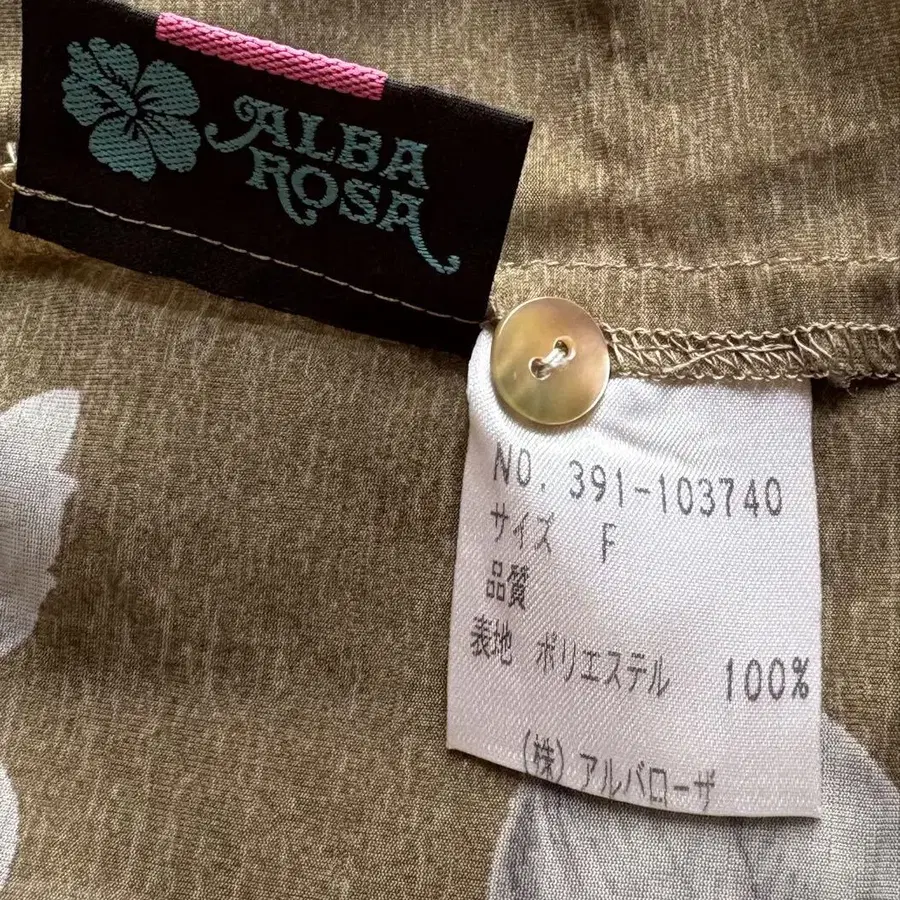 ALBA
ROSA
NO. 391-103740
サイズ F
品質
表地 ポリエステル 100%
(株) アルバローザ